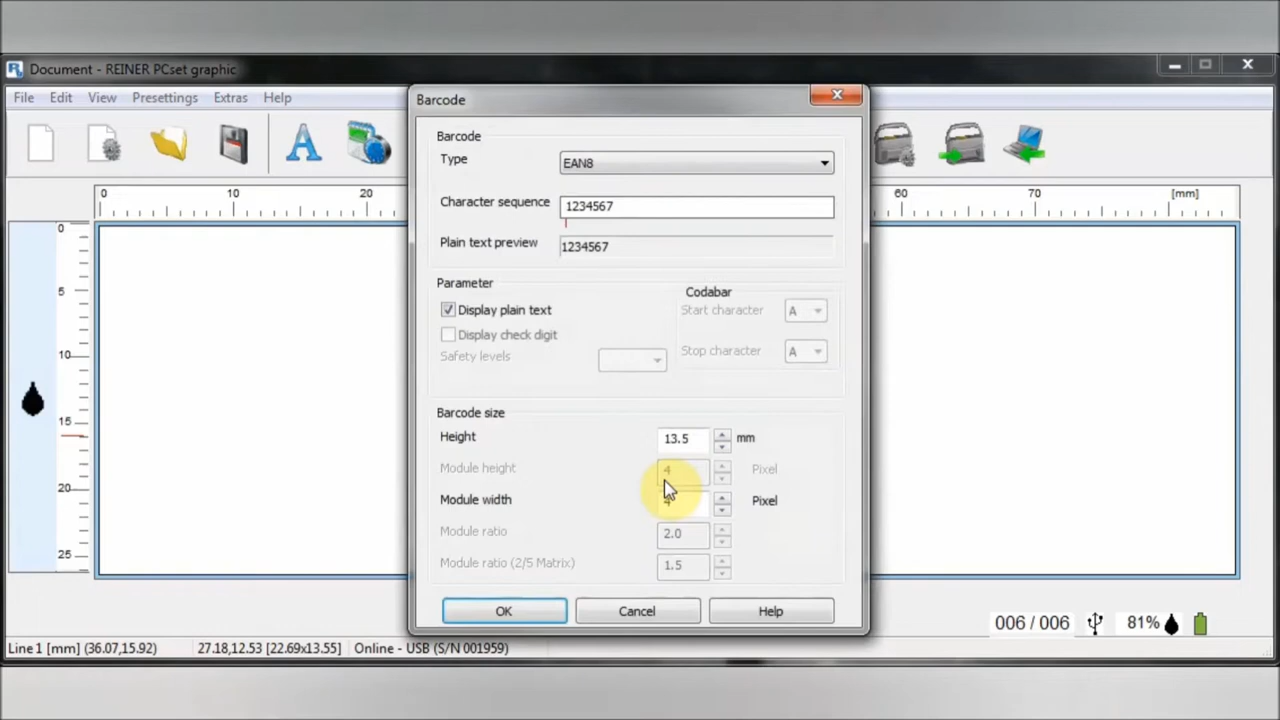 Document - REINER PCset graphic
File Edit View Presettings Extras Help
Barcode
Barcode
Type EAN8
Character sequence 1234567
Plain text preview 1234567
Parameter
Display plain text
Display check digit
Safety levels
Codabar
Start character A
Stop character A
Barcode size
Height 13.5 mm
Module height 4 Pixel
Module width 4 Pixel
Module ratio 2.0
Module ratio (2/5 Matrix) 1.5
OK Cancel Help
0 10 20 60 70 [mm]
0
5
10
15
20
25
006 / 006 81%
Line 1 [mm] (36.07,15.92) 27.18,12.53 [22.69x13.55] Online - USB (S/N 001959)